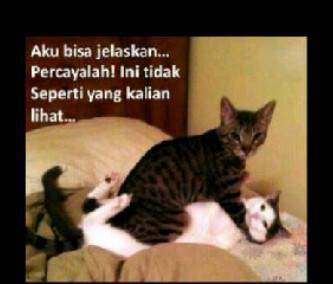 Aku bisa jelaskan...
Percayalah! Ini tidak
Seperti yang kalian
lihat...